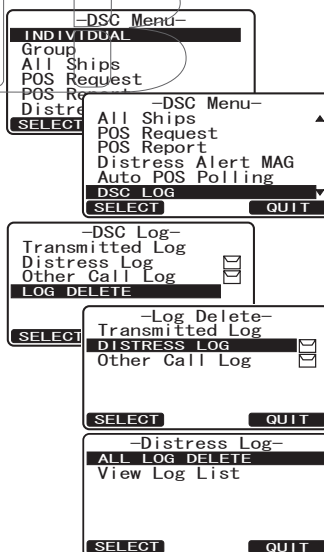 -DSC Menu-
INDIVIDUAL
Group
All Ships
POS Request
POS Report
SELECT
-DSC Menu-
All Ships
POS Request
POS Report
Distress Alert MAG
Auto POS Polling
DSC LOG
SELECT QUIT
-DSC Log-
Transmitted Log
Distress Log
Other Call Log
LOG DELETE
SELECT
-Log Delete-
Transmitted Log
DISTRESS LOG
Other Call Log
SELECT QUIT
-Distress Log-
ALL LOG DELETE
View Log List
SELECT QUIT